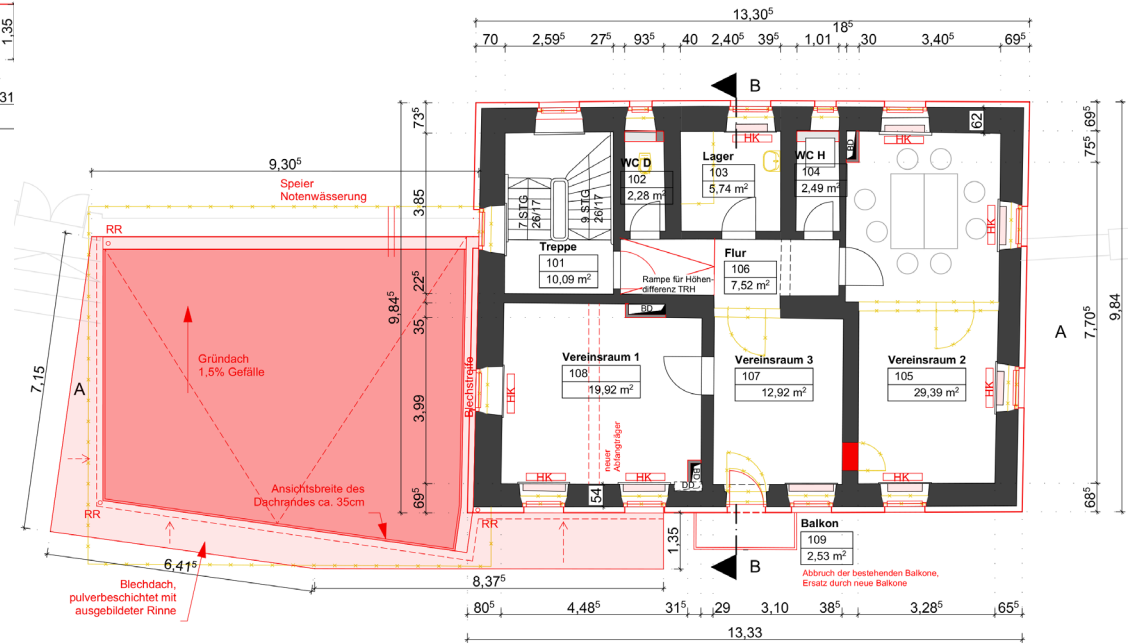 1,35
31
13,30⁵
70
2,59⁵
27⁵
93⁵
40
2,40⁵
39⁵
1,01
18⁵
30
3,40⁵
69⁵
B
73⁵
62
69⁵
75⁵
HK
HK
BD
WC D
102
2,28 m²
Lager
103
5,74 m²
WC H
104
2,49 m²
9,30⁵
Speier
Notenwässerung
3,85
7 STG
26/17
9 STG
26/17
RR
HK
Treppe
101
10,09 m²
Flur
106
7,52 m²
Rampe für Höhen-
differenz TRH
22⁵
9,84⁵
35
BD
9,84
7,70⁵
A
Gründach
1,5% Gefälle
7,15
A
Blechstreife
Vereinsraum 1
108
19,92 m²
Vereinsraum 3
107
12,92 m²
Vereinsraum 2
105
29,39 m²
HK
HK
3,99
neuer
Abfangträger
HK
HK
HK
BD
DD
Ansichtsbreite des
Dachrandes ca. 35cm
69⁵
54
68⁵
RR
RR
1,35
Balkon
109
2,53 m²
B
Abbruch der bestehenden Balkone,
Ersatz durch neue Balkone
6,41⁵
Blechdach,
pulverbeschichtet mit
ausgebildeter Rinne
8,37⁵
80⁵
4,48⁵
31⁵
29
3,10
38⁵
3,28⁵
65⁵
13,33